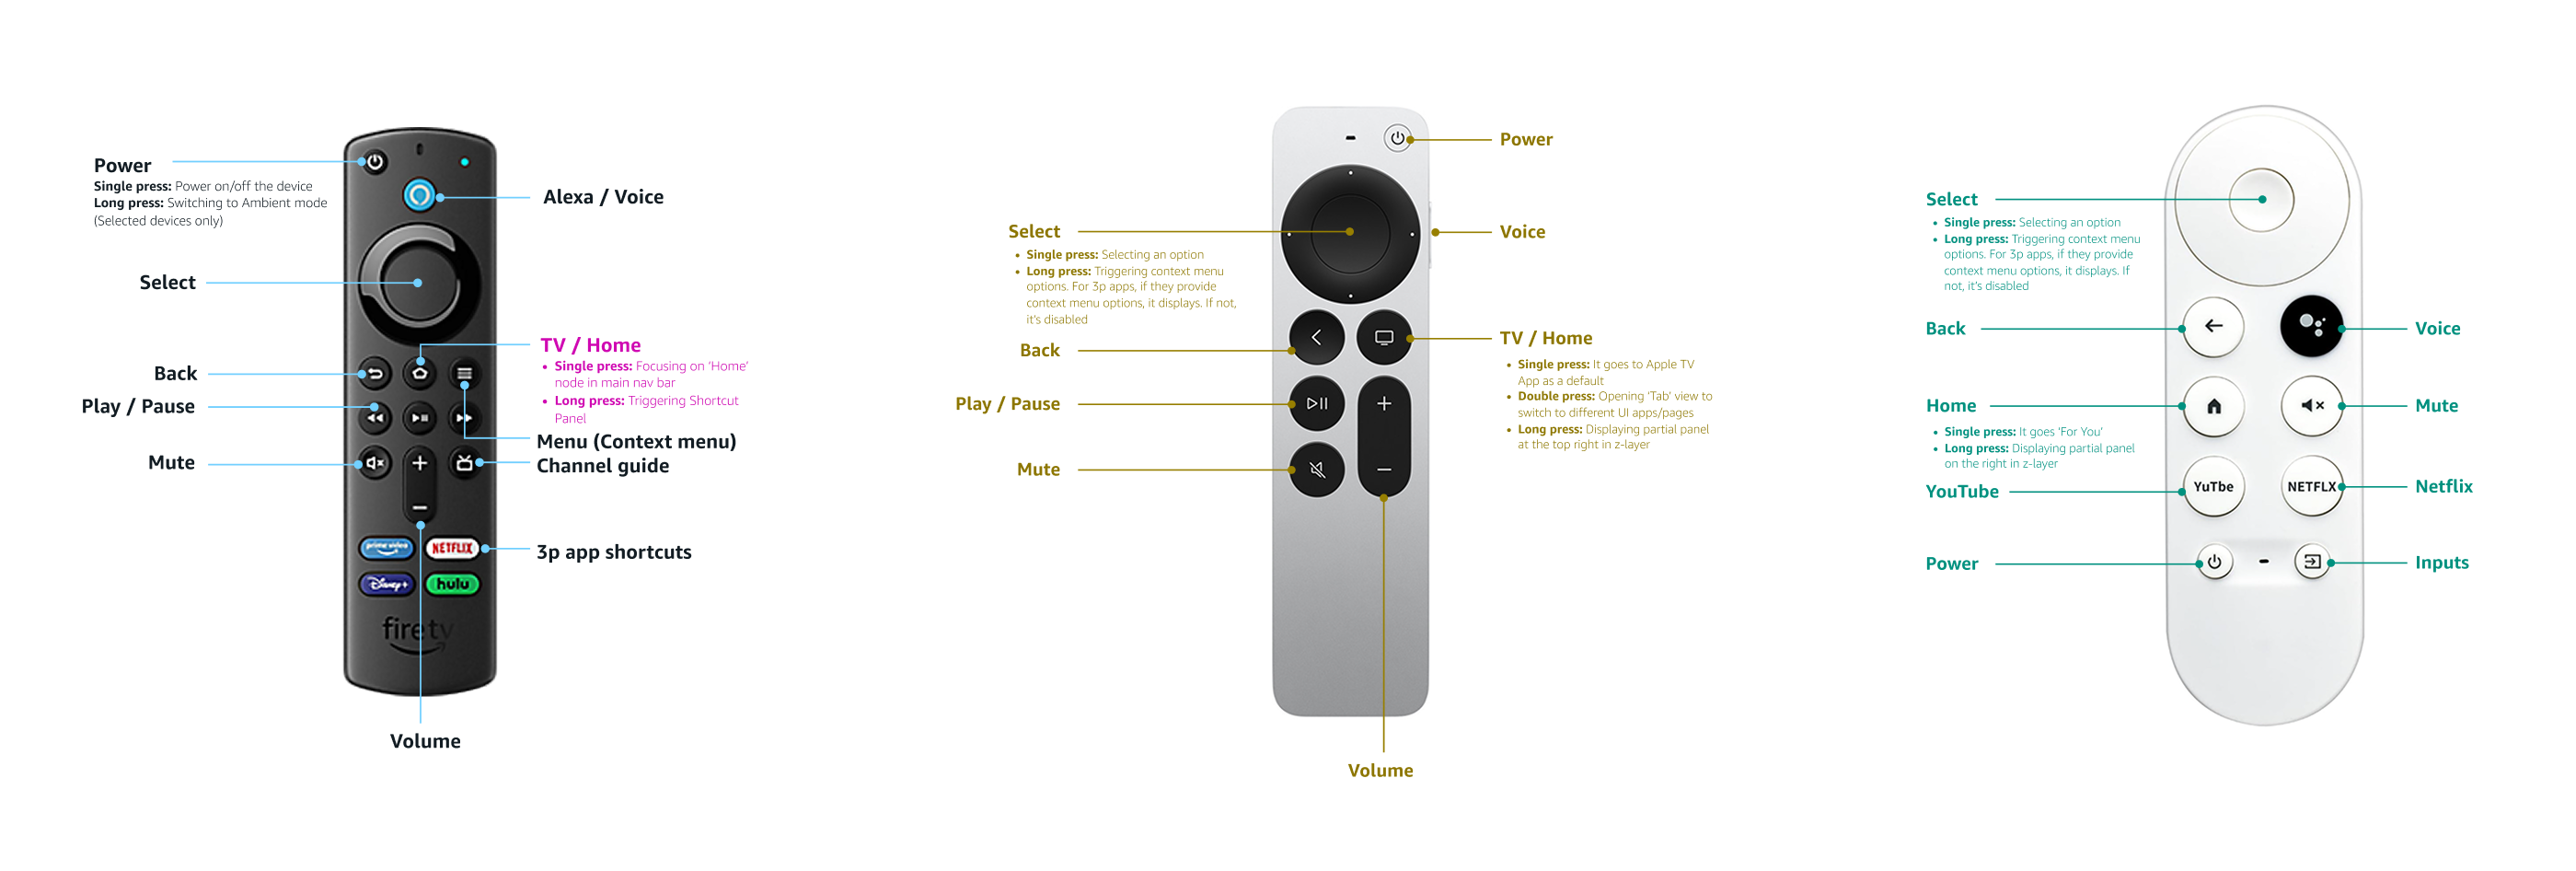 Power
Single press: Power on/off the device
Long press: Switching to Ambient mode
(Selected devices only)
Select
Back
Play / Pause
Mute
Alexa / Voice
TV / Home
• Single press: Focusing on 'Home'
node in main nav bar
• Long press: Triggering Shortcut
Panel
Menu (Context menu)
Channel guide
3p app shortcuts
prime video
NETFLIX
Disney+
hulu
fire tv
Volume
Select
• Single press: Selecting an option
• Long press: Triggering context menu
options. For 3p apps, if they provide
context menu options, it displays. If not,
it's disabled
Back
Play / Pause
Mute
Power
Voice
TV / Home
• Single press: It goes to Apple TV
App as a default
• Double press: Opening 'Tab' view to
switch to different UI apps/pages
• Long press: Displaying partial panel
at the top right in z-layer
Volume
Select
• Single press: Selecting an option
• Long press: Triggering context menu
options. For 3p apps, if they provide
context menu options, it displays. If
not, it's disabled
Back
Home
• Single press: It goes 'For You'
• Long press: Displaying partial panel
on the right in z-layer
YouTube
Power
YuTbe
NETFLX
Voice
Mute
Netflix
Inputs